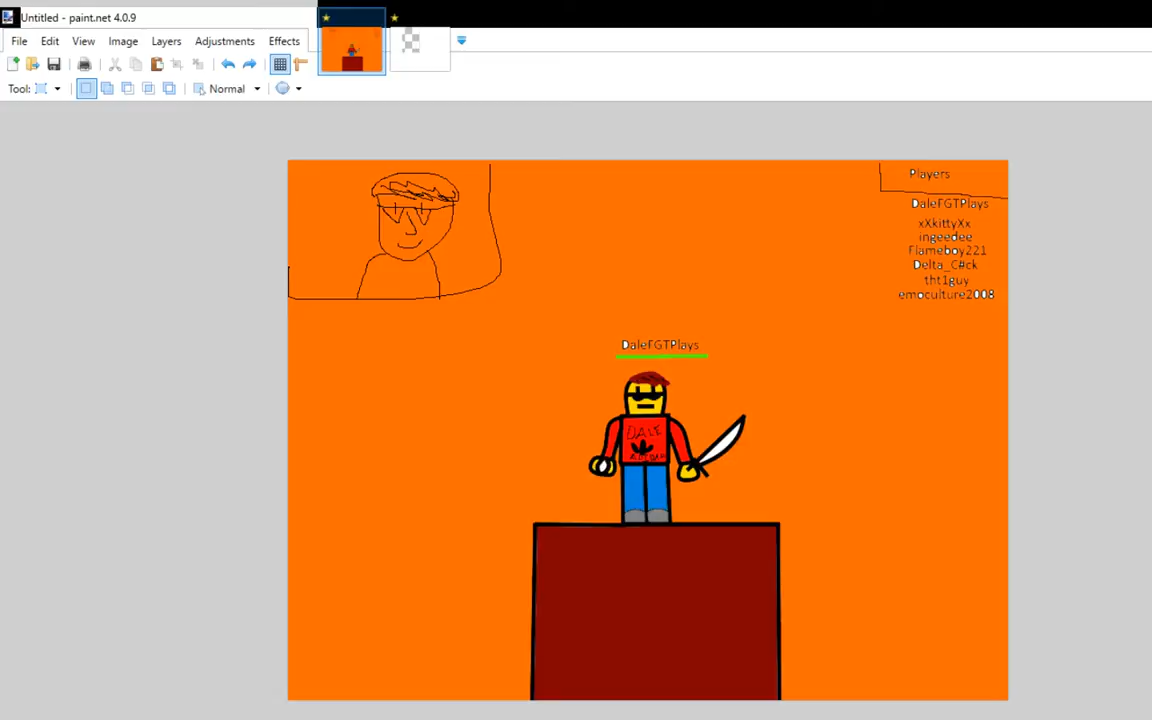 Untitled - paint.net 4.0.9
File Edit View Image Layers Adjustments Effects
Tool: Normal
Players
DaleFGTPlays
xXkittyXx
ingeedee
Flameboy221
Delta_C#ck
tht1guy
emoculture2008
DaleFGTPlays
DALE